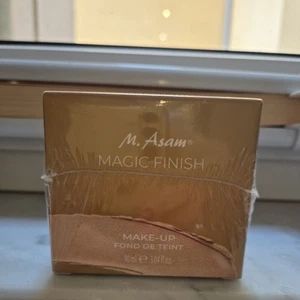 M. Asam®
MAGIC FINISH
MAKE-UP
FOND DE TEINT